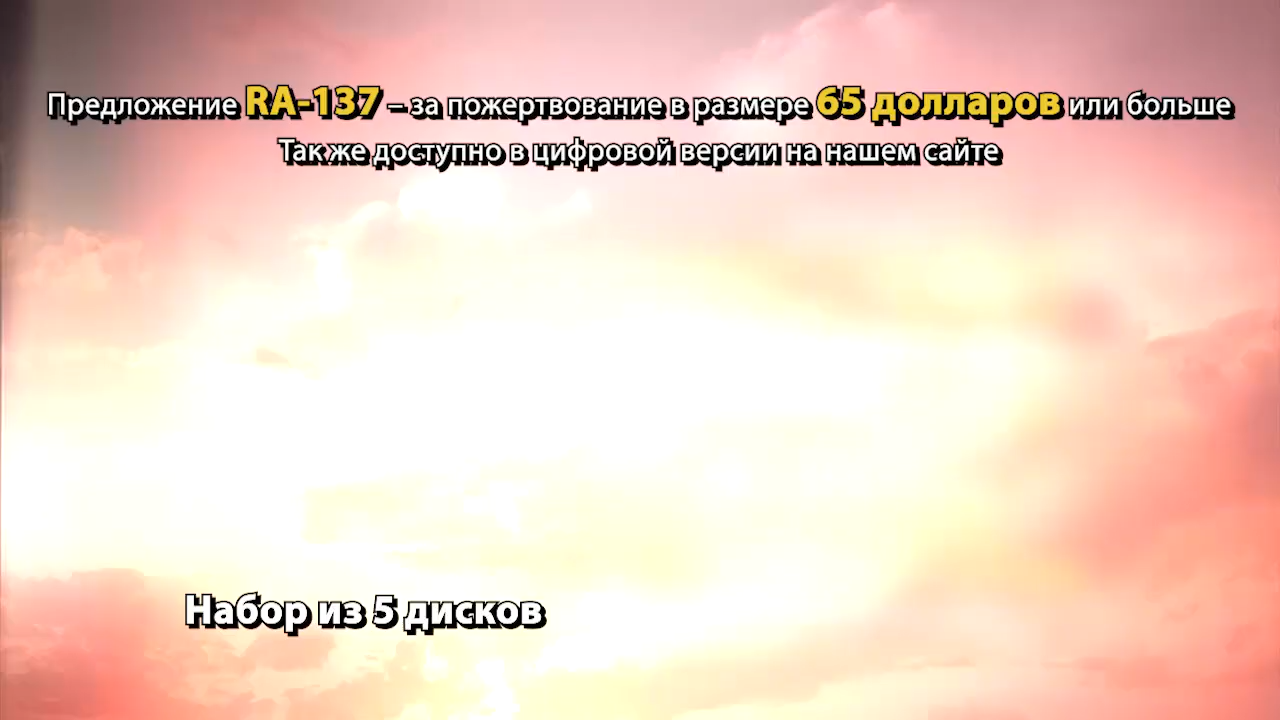 Предложение RA-137 – за пожертвование в размере 65 долларов или больше
Так же доступно в цифровой версии на нашем сайте
Набор из 5 дисков